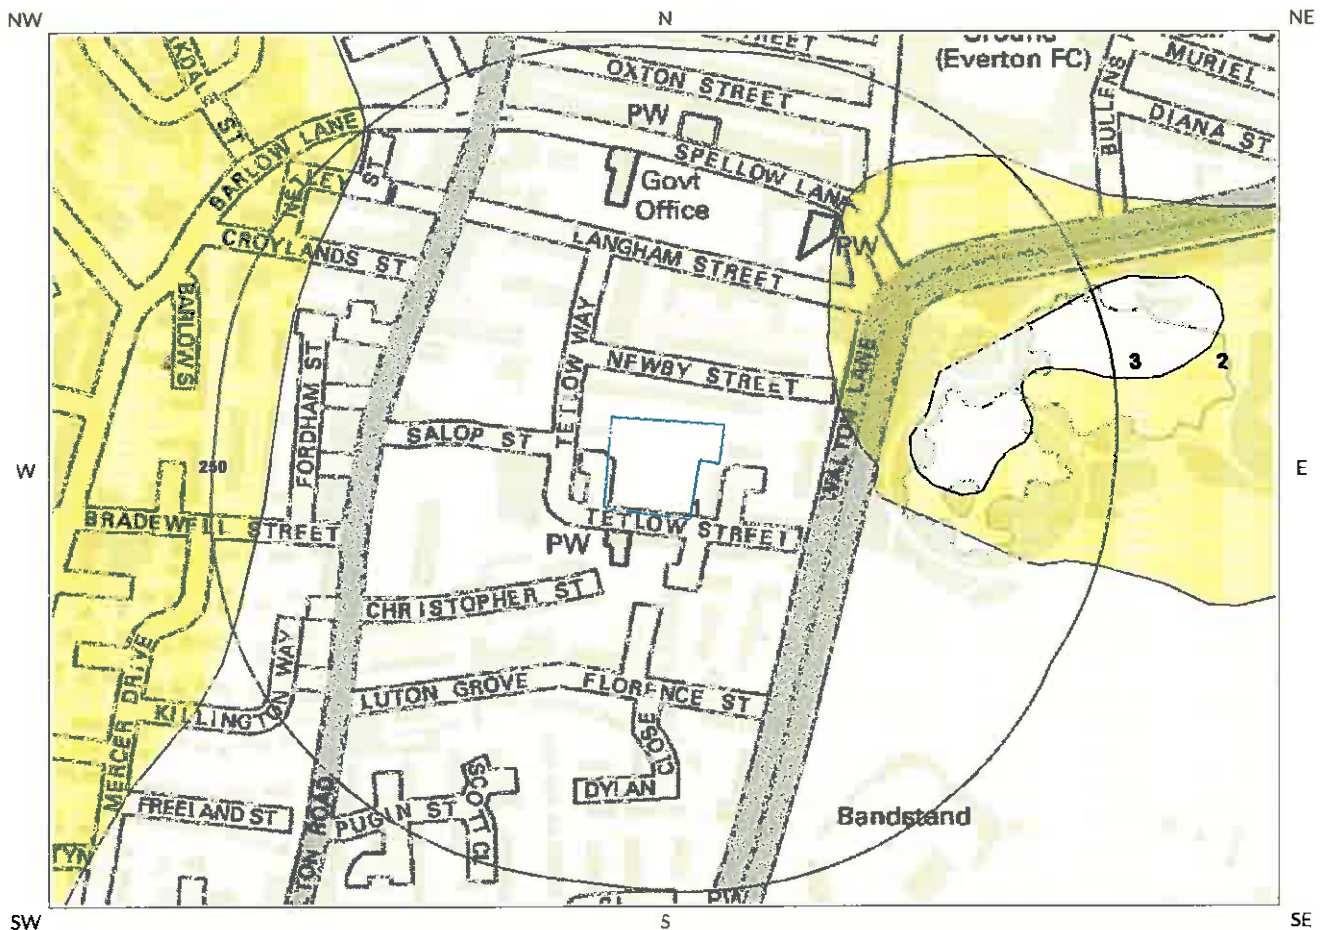 NW
N
NE
(Everton FC)
MURIEL
OXTON STREET
BULLENS
DIANA ST
PW
BARLOW LANE
ST
SPELLOW LANE
Govt
Office
PW
CROYLANDS ST
LANGHAM STREET
BARLOWS
TETLOW WAY
FORDHAM ST
NEWBY STREET
LANE
3
2
SALOP ST
W
250
E
BRADEWELL STREET
TETLOW STREET
PW
CHRISTOPHER ST
MERCER DRIVE
KILLINGTON WAY
LUTON GROVE
FLORENCE ST
DYLAN
CLOSE
SCOTT CL
FREELAND ST
PUGIN ST
TON ROAD
Bandstand
TYN
PW
SW
S
SE